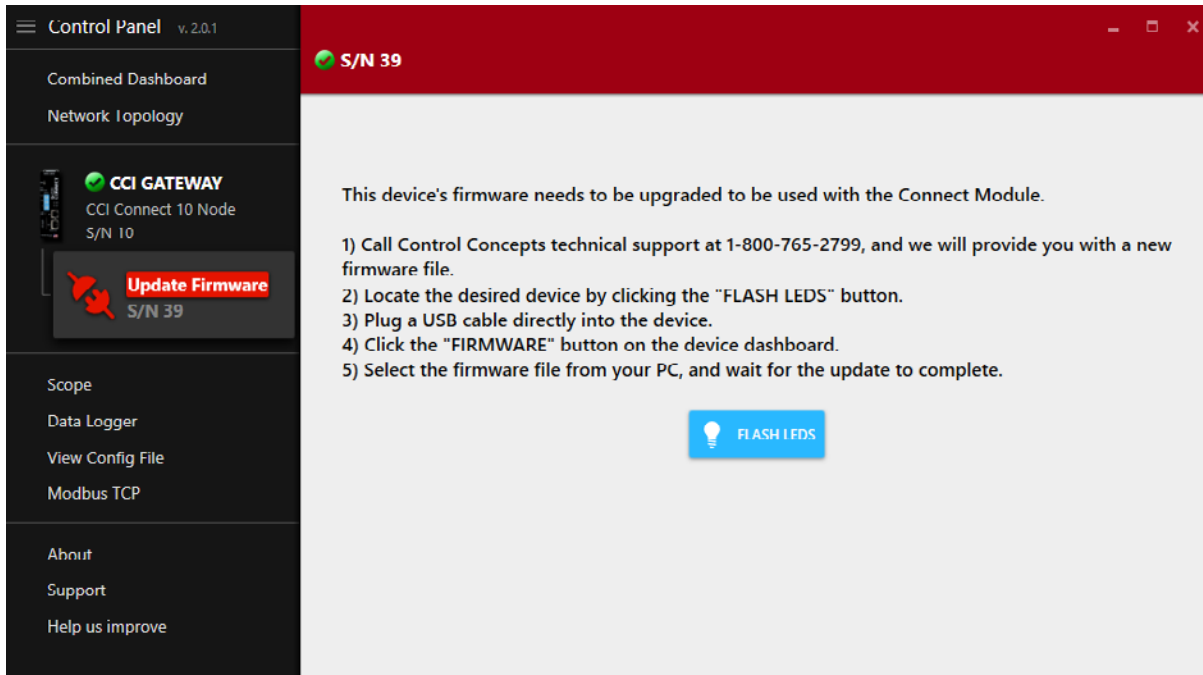 Control Panel v. 2.0.1
Combined Dashboard
Network Topology
CCI GATEWAY
CCI Connect 10 Node
S/N 10
Update Firmware
S/N 39
Scope
Data Logger
View Config File
Modbus TCP
About
Support
Help us improve
S/N 39
This device's firmware needs to be upgraded to be used with the Connect Module.
1) Call Control Concepts technical support at 1-800-765-2799, and we will provide you with a new
firmware file.
2) Locate the desired device by clicking the "FLASH LEDS" button.
3) Plug a USB cable directly into the device.
4) Click the "FIRMWARE" button on the device dashboard.
5) Select the firmware file from your PC, and wait for the update to complete.
FLASH LEDS